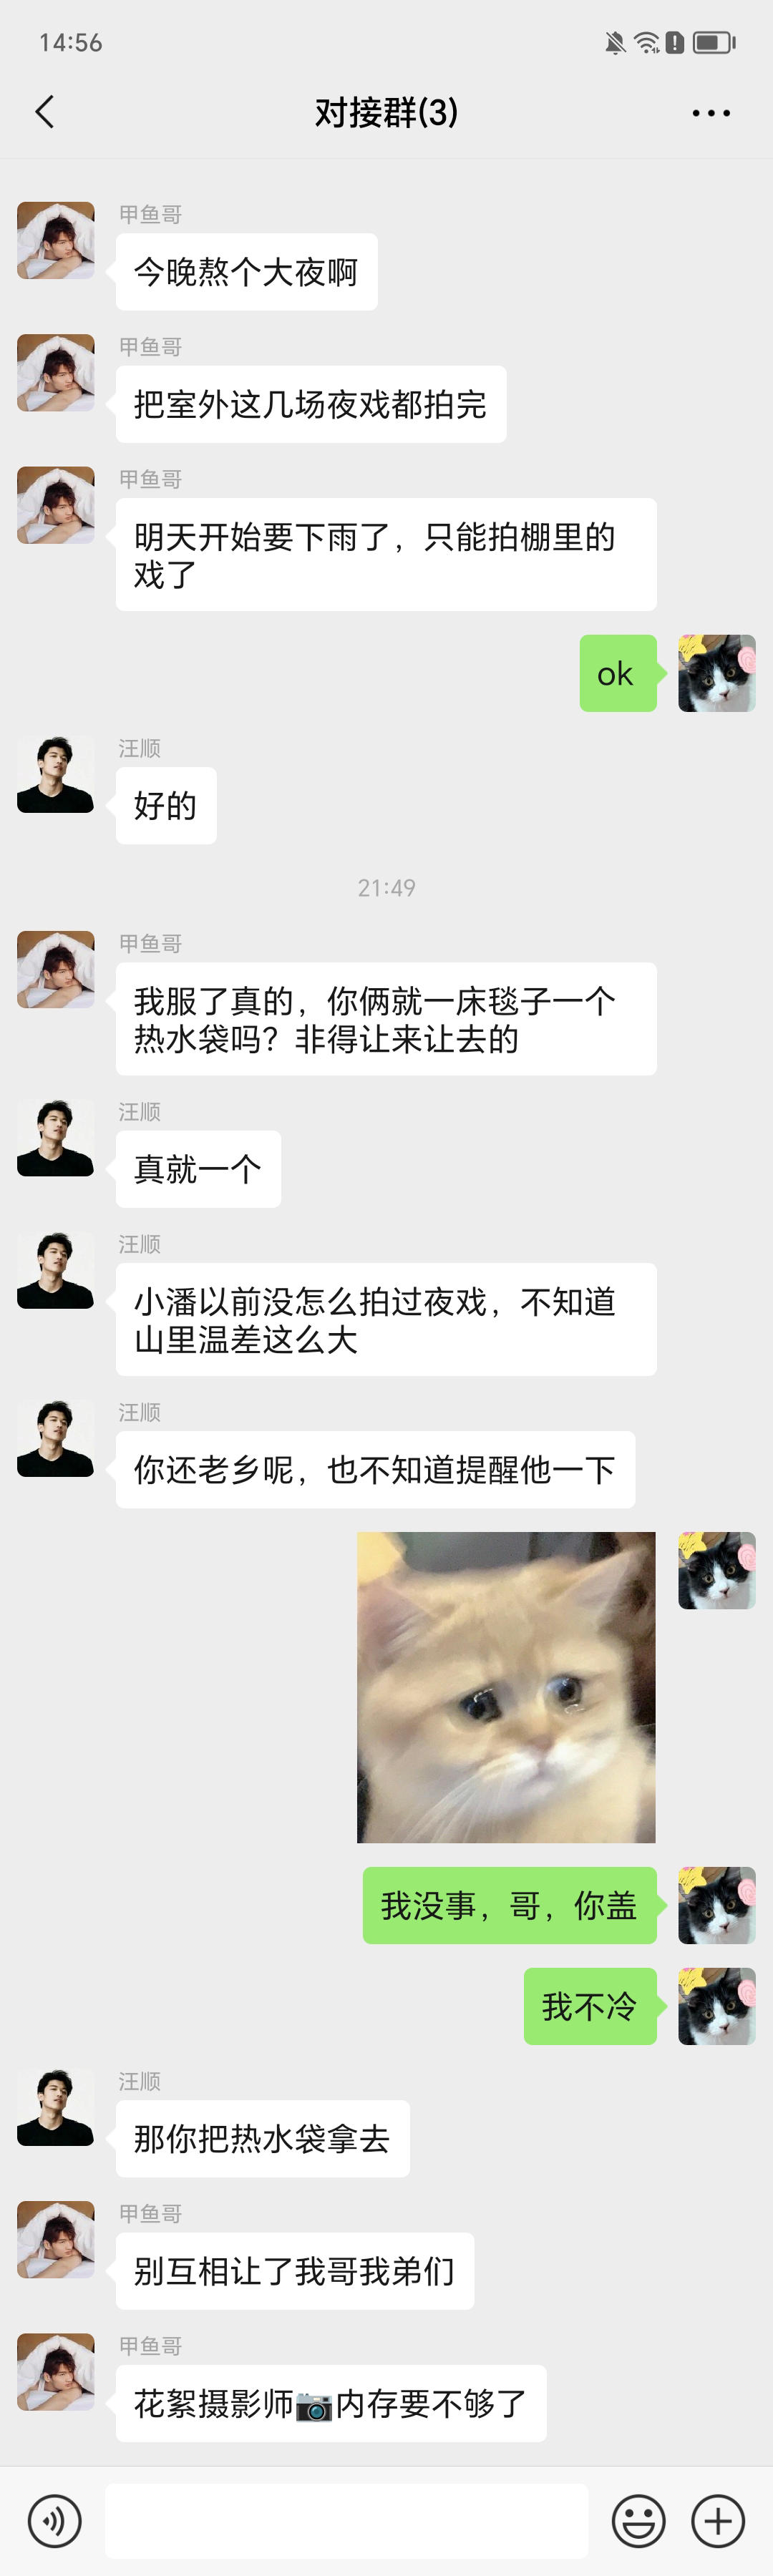 14:56
对接群(3)
甲鱼哥
今晚熬个大夜啊
甲鱼哥
把室外这几场夜戏都拍完
甲鱼哥
明天开始要下雨了，只能拍棚里的
戏了
ok
汪顺
好的
21:49
甲鱼哥
我服了真的，你俩就一床毯子一个
热水袋吗？非得让来让去的
汪顺
真就一个
汪顺
小潘以前没怎么拍过夜戏，不知道
山里温差这么大
汪顺
你还老乡呢，也不知道提醒他一下
我没事，哥，你盖
我不冷
汪顺
那你把热水袋拿去
甲鱼哥
别互相让了我哥我弟们
甲鱼哥
花絮摄影师📷内存要不够了